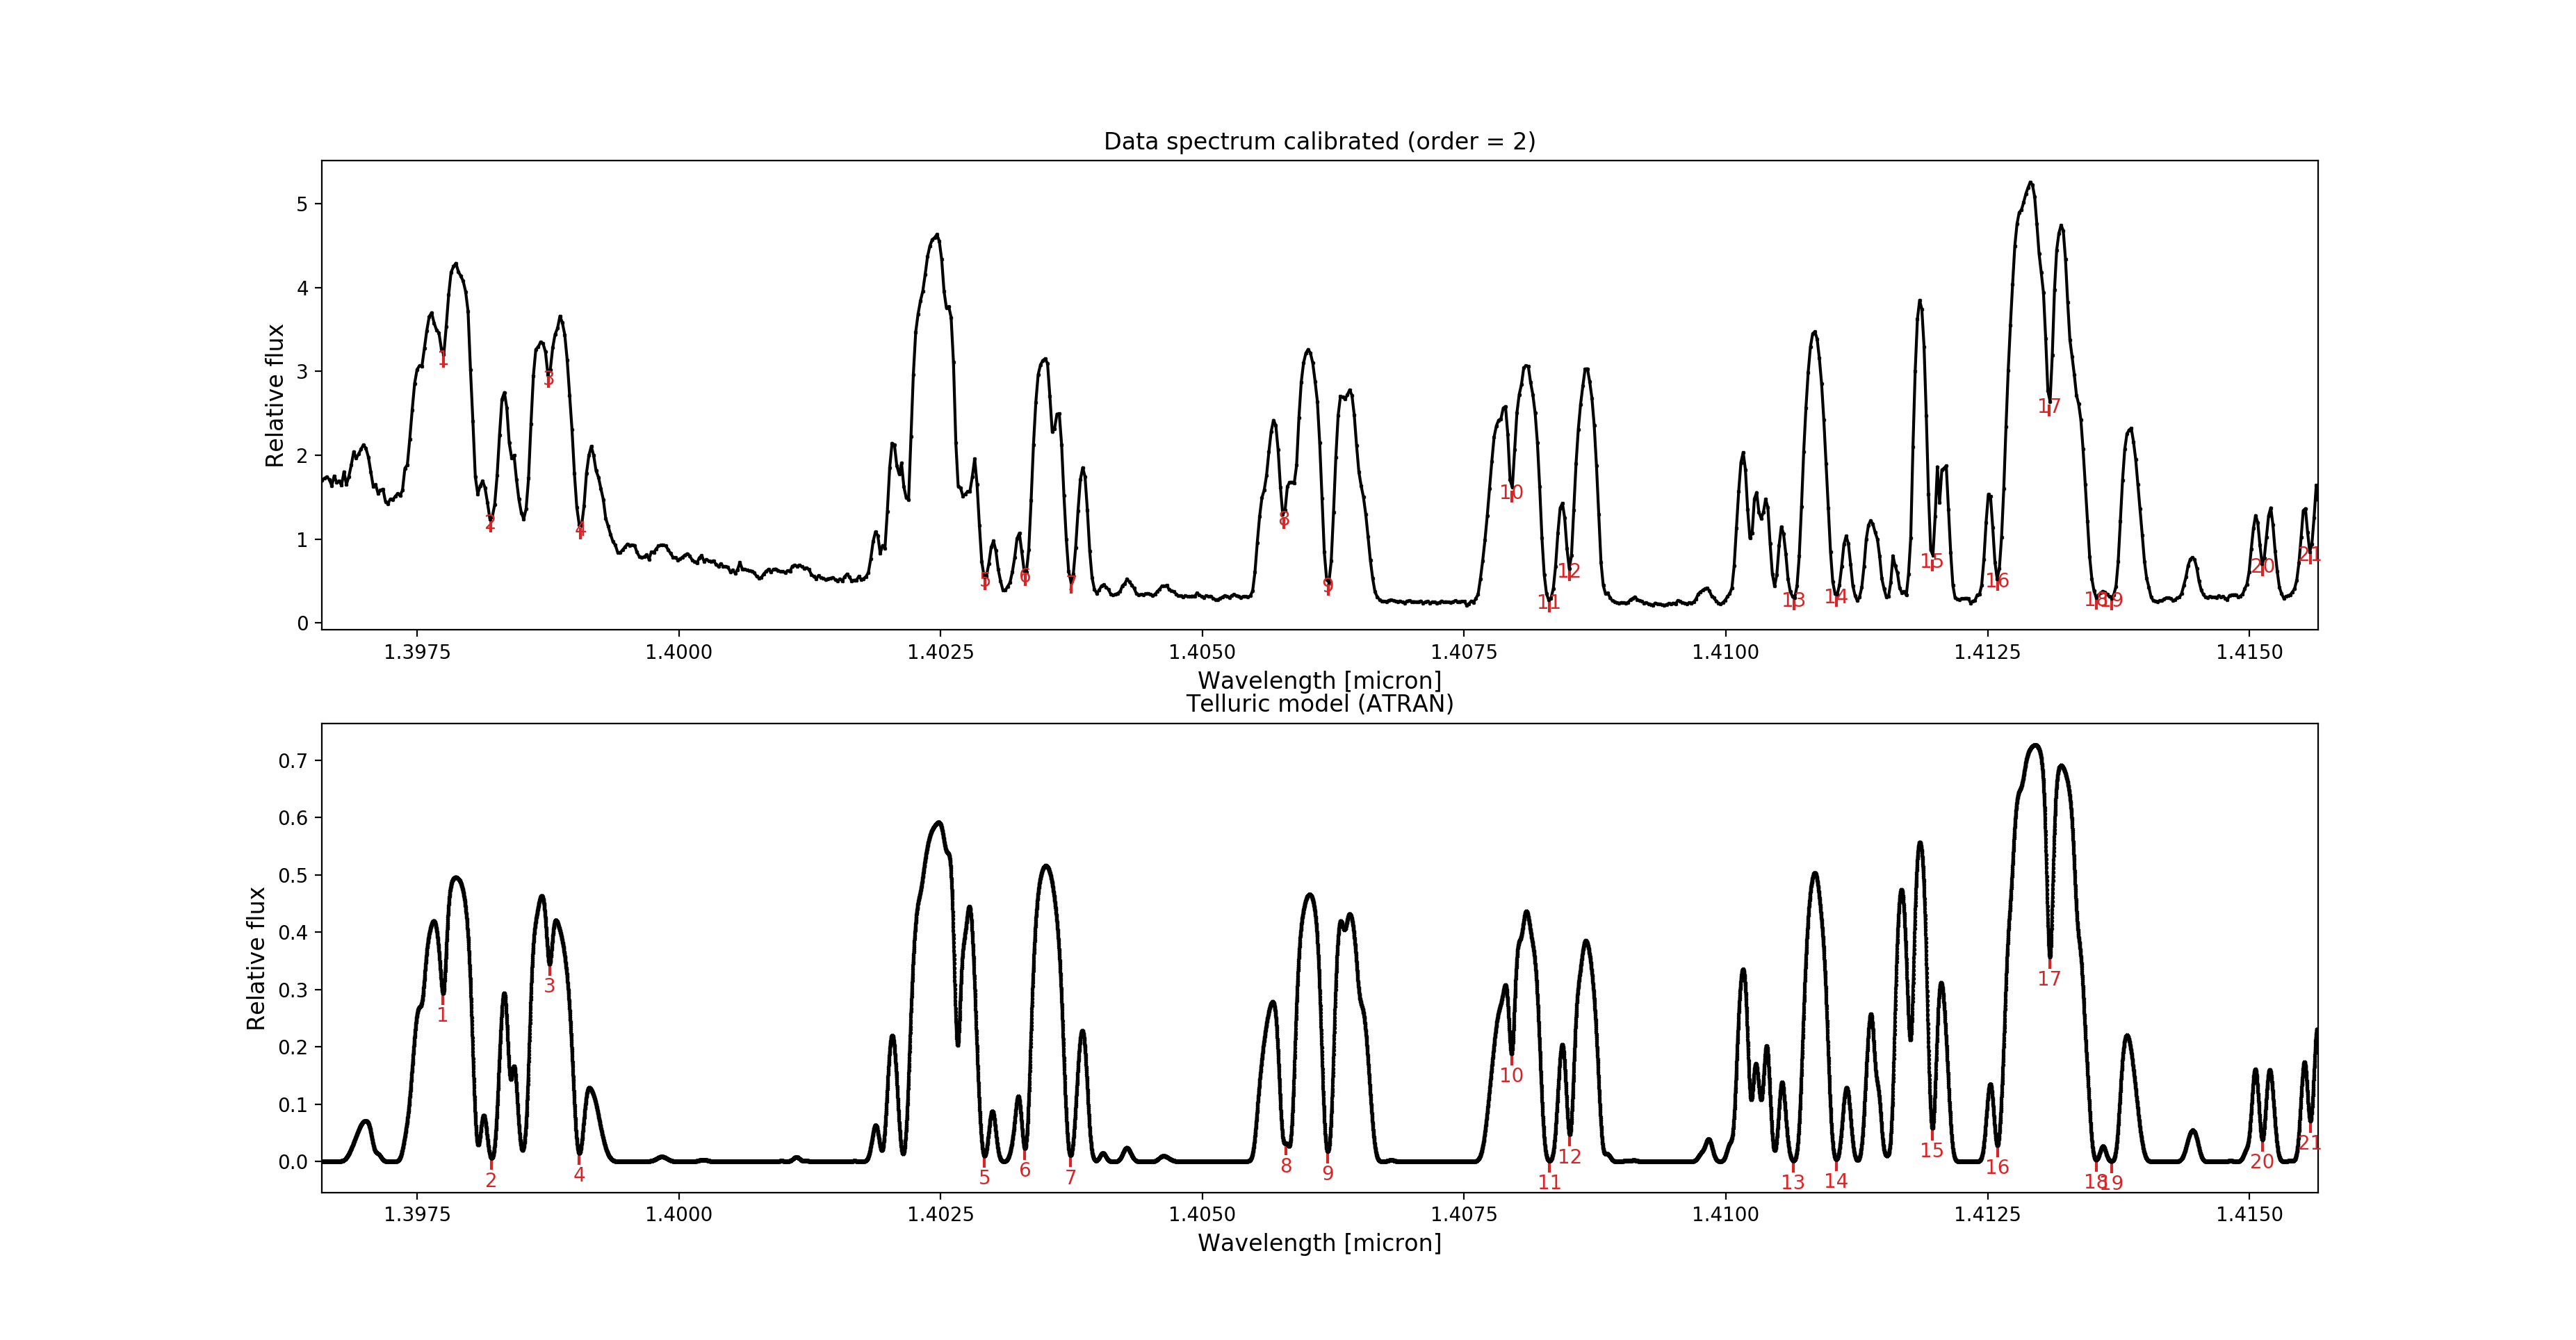 Data spectrum calibrated (order = 2)
Relative flux
5
4
3
2
1
0
1 2 3 4 5 6 7 8 9 10 11 12 13 14 15 16 17 18 19 20 21
1.3975 1.4000 1.4025 1.4050 1.4075 1.4100 1.4125 1.4150
Wavelength [micron]
Telluric model (ATRAN)
Relative flux
0.7
0.6
0.5
0.4
0.3
0.2
0.1
0.0
1 2 3 4 5 6 7 8 9 10 11 12 13 14 15 16 17 18 19 20 21
1.3975 1.4000 1.4025 1.4050 1.4075 1.4100 1.4125 1.4150
Wavelength [micron]